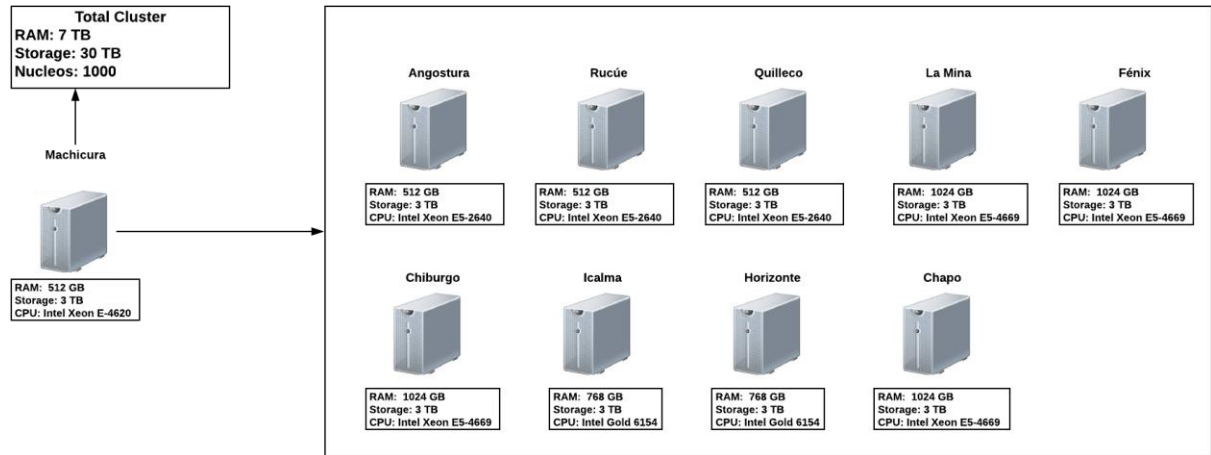 Total Cluster
RAM: 7 TB
Storage: 30 TB
Nucleos: 1000
Machicura
RAM: 512 GB
Storage: 3 TB
CPU: Intel Xeon E-4620
Angostura
RAM: 512 GB
Storage: 3 TB
CPU: Intel Xeon E5-2640
Rucúe
RAM: 512 GB
Storage: 3 TB
CPU: Intel Xeon E5-2640
Quilleco
RAM: 512 GB
Storage: 3 TB
CPU: Intel Xeon E5-2640
La Mina
RAM: 1024 GB
Storage: 3 TB
CPU: Intel Xeon E5-4669
Fénix
RAM: 1024 GB
Storage: 3 TB
CPU: Intel Xeon E5-4669
Chiburgo
RAM: 1024 GB
Storage: 3 TB
CPU: Intel Xeon E5-4669
Icalma
RAM: 768 GB
Storage: 3 TB
CPU: Intel Gold 6154
Horizonte
RAM: 768 GB
Storage: 3 TB
CPU: Intel Gold 6154
Chapo
RAM: 1024 GB
Storage: 3 TB
CPU: Intel Xeon E5-4669